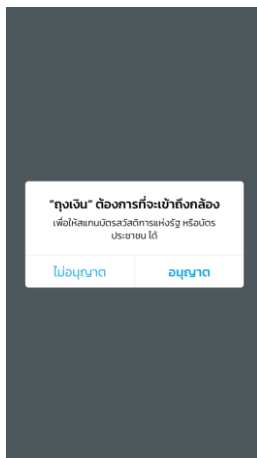 "ถุงเงิน" ต้องการที่จะเข้าถึงกล้อง
เพื่อให้สแกนบัตรสวัสดิการแห่งรัฐ หรือบัตร
ประชาชน ได้
ไม่อนุญาต
อนุญาต